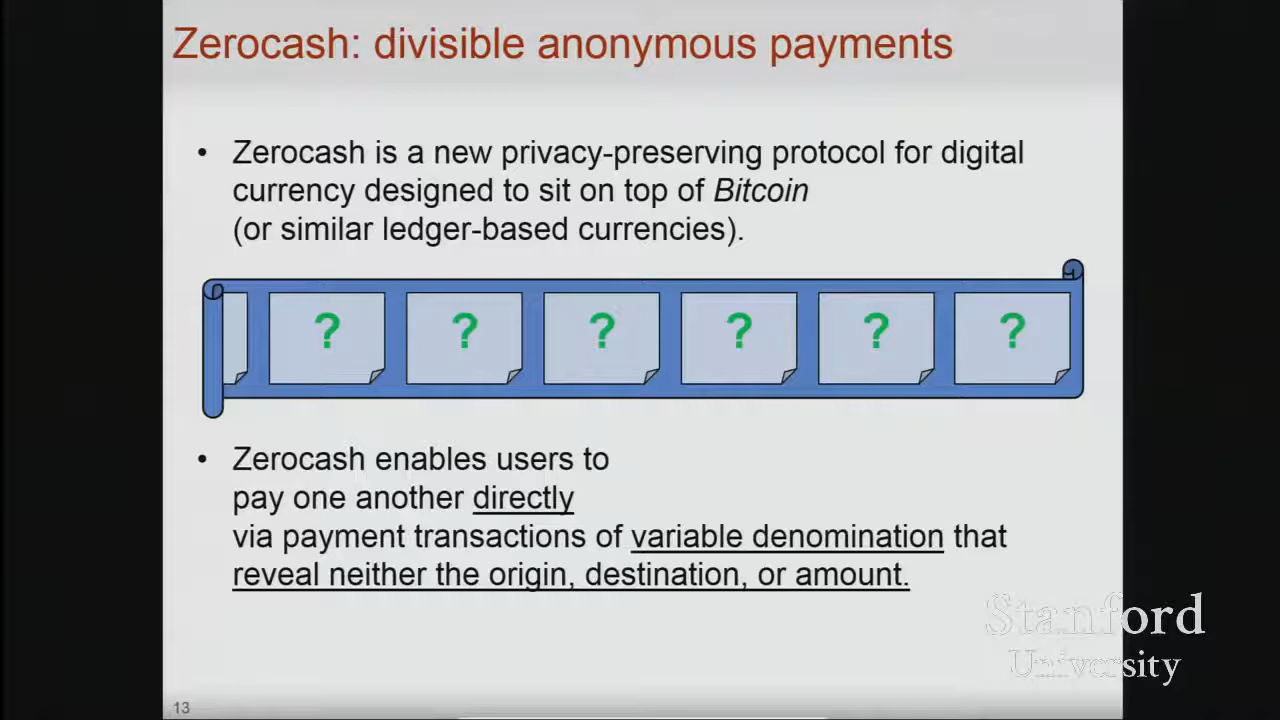 Zerocash: divisible anonymous payments
• Zerocash is a new privacy-preserving protocol for digital
currency designed to sit on top of Bitcoin
(or similar ledger-based currencies).
? ? ? ? ? ?
• Zerocash enables users to
pay one another directly
via payment transactions of variable denomination that
reveal neither the origin, destination, or amount.
Stanford
University
13